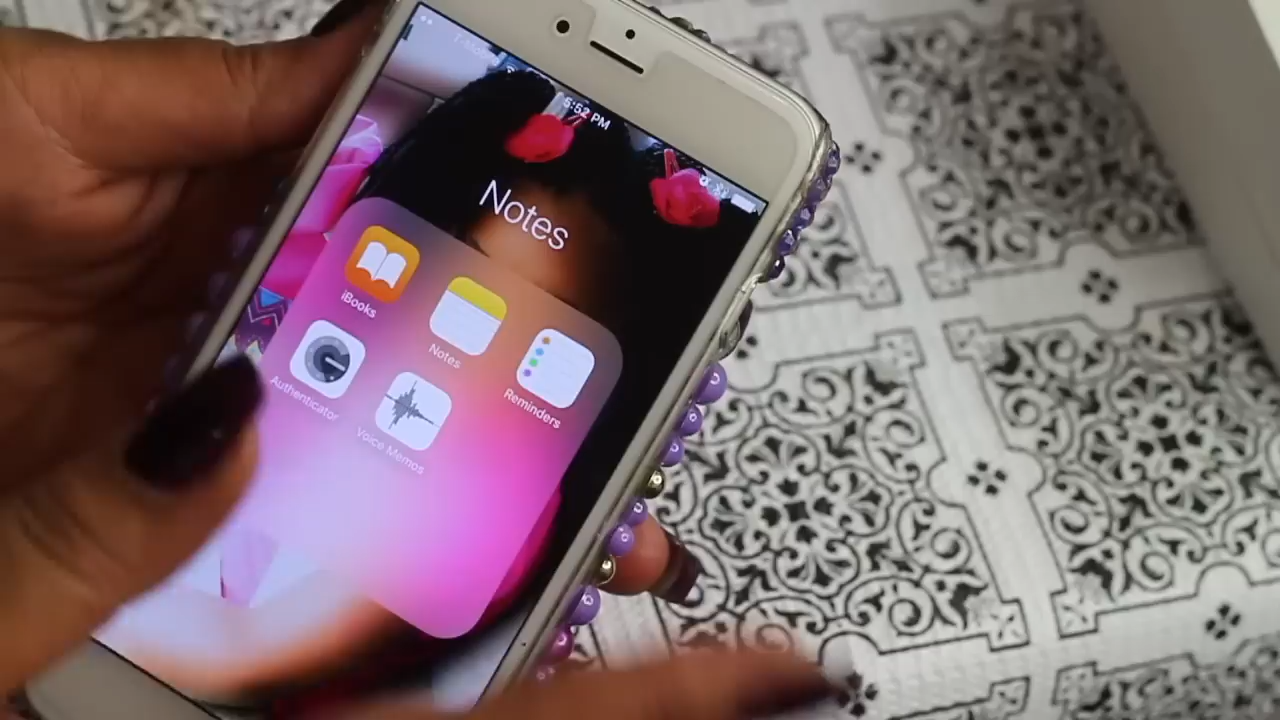 5:52 PM
Notes
iBooks
Notes
Reminders
Authenticator
Voice Memos